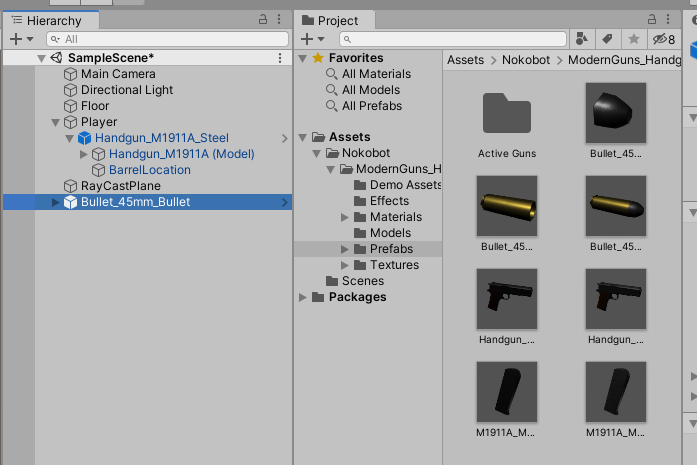 Hierarchy
All
SampleScene*
Main Camera
Directional Light
Floor
Player
Handgun_M1911A_Steel
Handgun_M1911A (Model)
BarrelLocation
RayCastPlane
Bullet_45mm_Bullet
Project
8
Favorites
All Materials
All Models
All Prefabs
Assets
Nokobot
ModernGuns_H
Demo Assets
Effects
Materials
Models
Prefabs
Textures
Scenes
Packages
Assets > Nokobot > ModernGuns_Handg
Active Guns
Bullet_45...
Bullet_45...
Bullet_45...
Handgun_...
Handgun_...
M1911A_M...
M1911A_M...